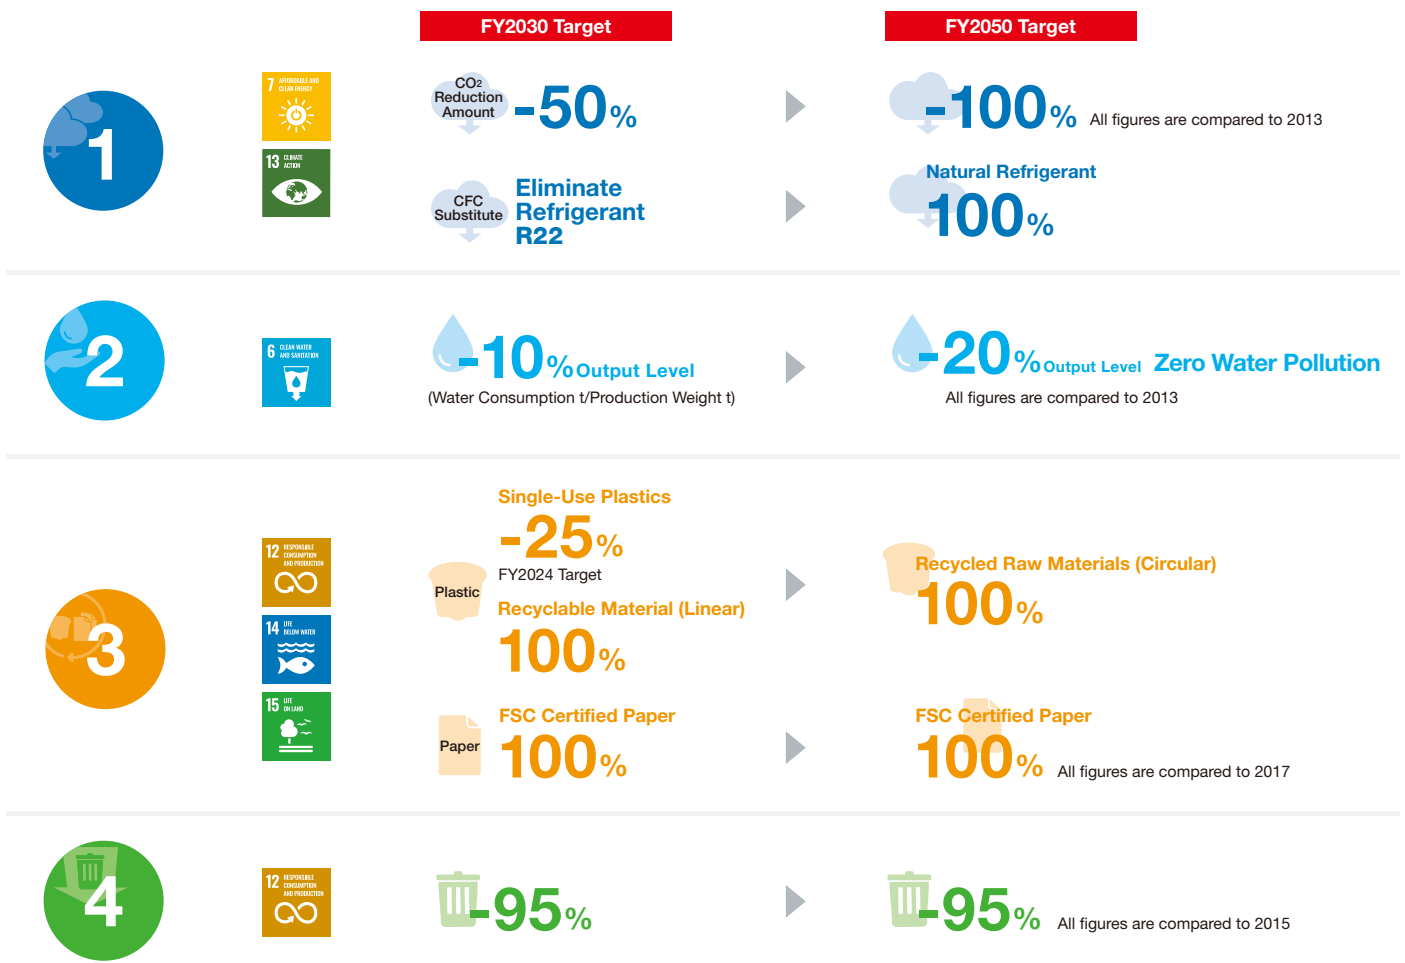 FY2030 Target
FY2050 Target
1
7 AFFORDABLE AND
CLEAN ENERGY
13 CLIMATE
ACTION
CO2
Reduction
Amount
-50%
-100% All figures are compared to 2013
CFC
Substitute
Eliminate
Refrigerant
R22
Natural Refrigerant
100%
2
6 CLEAN WATER
AND SANITATION
-10% Output Level
(Water Consumption t/Production Weight t)
-20% Output Level Zero Water Pollution
All figures are compared to 2013
3
12 RESPONSIBLE
CONSUMPTION
AND PRODUCTION
14 LIFE
BELOW WATER
15 LIFE
ON LAND
Plastic
Single-Use Plastics
-25%
FY2024 Target
Recyclable Material (Linear)
100%
Recycled Raw Materials (Circular)
100%
Paper
FSC Certified Paper
100%
FSC Certified Paper
100% All figures are compared to 2017
4
12 RESPONSIBLE
CONSUMPTION
AND PRODUCTION
-95%
-95% All figures are compared to 2015